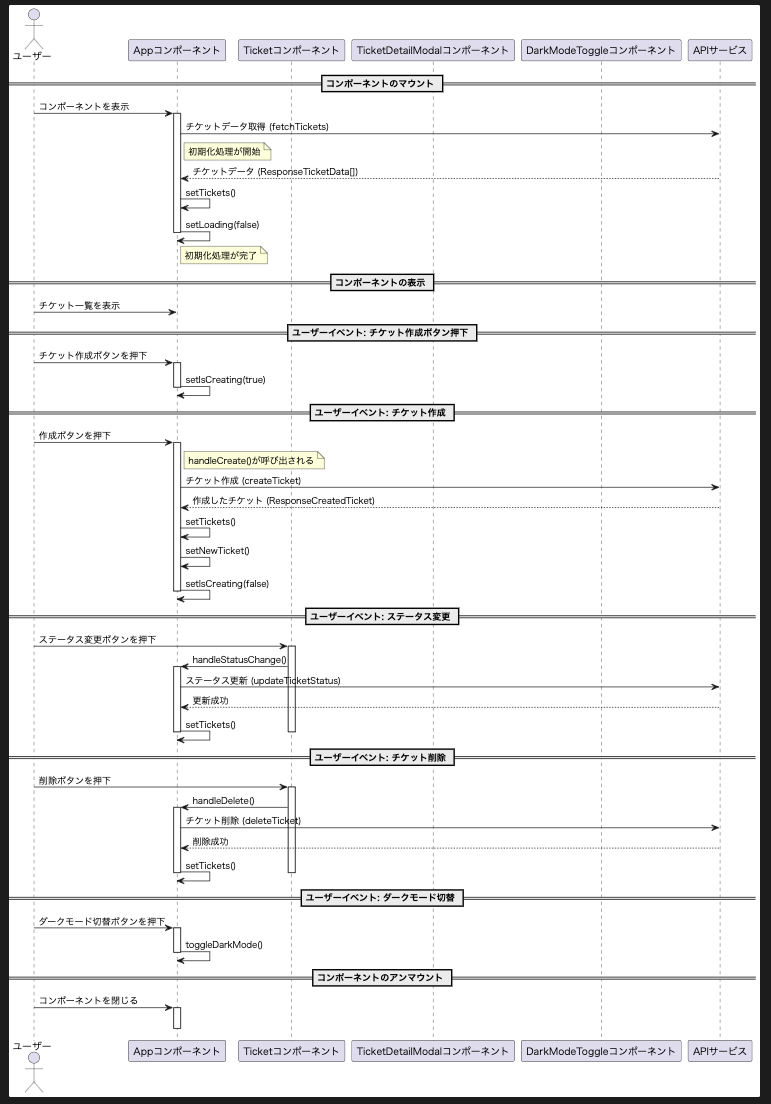 ユーザー
Appコンポーネント
Ticketコンポーネント
TicketDetailModalコンポーネント
DarkModeToggleコンポーネント
APIサービス
コンポーネントのマウント
コンポーネントを表示
チケットデータ取得 (fetchTickets)
初期化処理が開始
チケットデータ (ResponseTicketData[])
setTickets()
setLoading(false)
初期化処理が完了
コンポーネントの表示
チケット一覧を表示
ユーザーイベント: チケット作成ボタン押下
チケット作成ボタンを押下
setIsCreating(true)
ユーザーイベント: チケット作成
作成ボタンを押下
handleCreate()が呼び出される
チケット作成 (createTicket)
作成したチケット (ResponseCreatedTicket)
setTickets()
setNewTicket()
setIsCreating(false)
ユーザーイベント: ステータス変更
ステータス変更ボタンを押下
handleStatusChange()
ステータス更新 (updateTicketStatus)
更新成功
setTickets()
ユーザーイベント: チケット削除
削除ボタンを押下
handleDelete()
チケット削除 (deleteTicket)
削除成功
setTickets()
ユーザーイベント: ダークモード切替
ダークモード切替ボタンを押下
toggleDarkMode()
コンポーネントのアンマウント
コンポーネントを閉じる
ユーザー
Appコンポーネント
Ticketコンポーネント
TicketDetailModalコンポーネント
DarkModeToggleコンポーネント
APIサービス